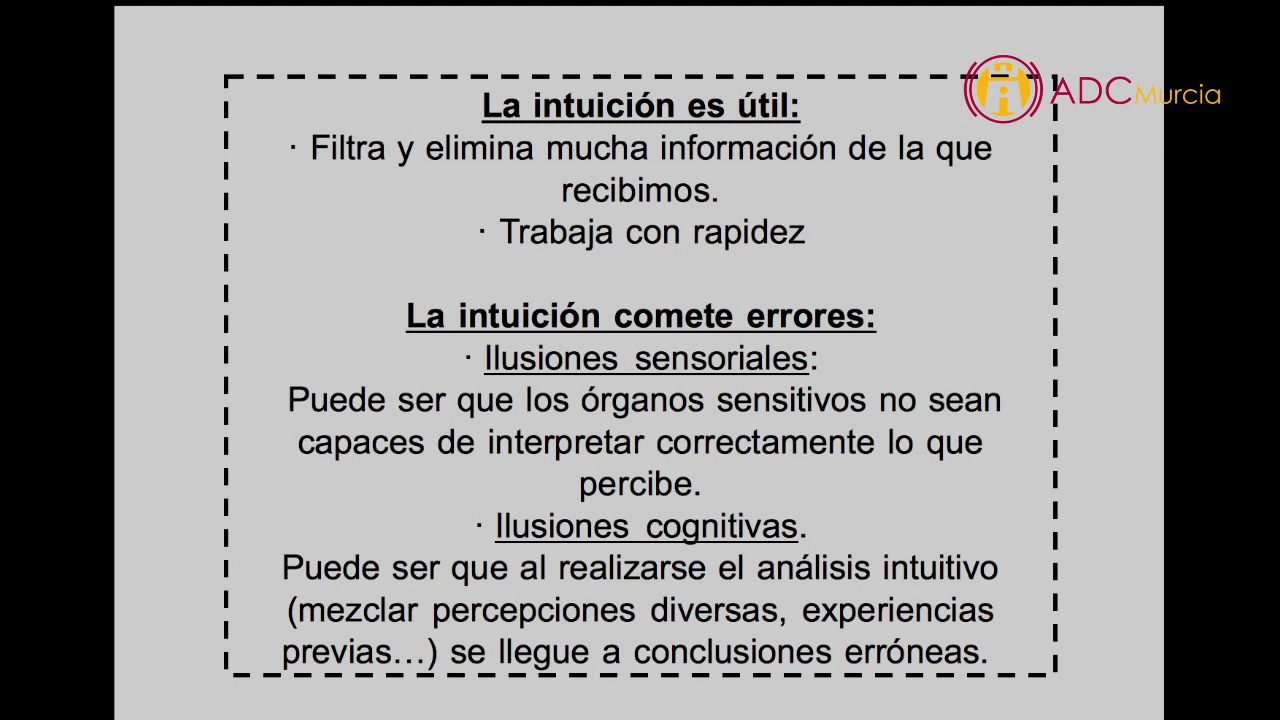 ADCMurcia
La intuición es útil:
· Filtra y elimina mucha información de la que
recibimos.
· Trabaja con rapidez
La intuición comete errores:
· Ilusiones sensoriales:
Puede ser que los órganos sensitivos no sean
capaces de interpretar correctamente lo que
percibe.
· Ilusiones cognitivas.
Puede ser que al realizarse el análisis intuitivo
(mezclar percepciones diversas, experiencias
previas…) se llegue a conclusiones erróneas.